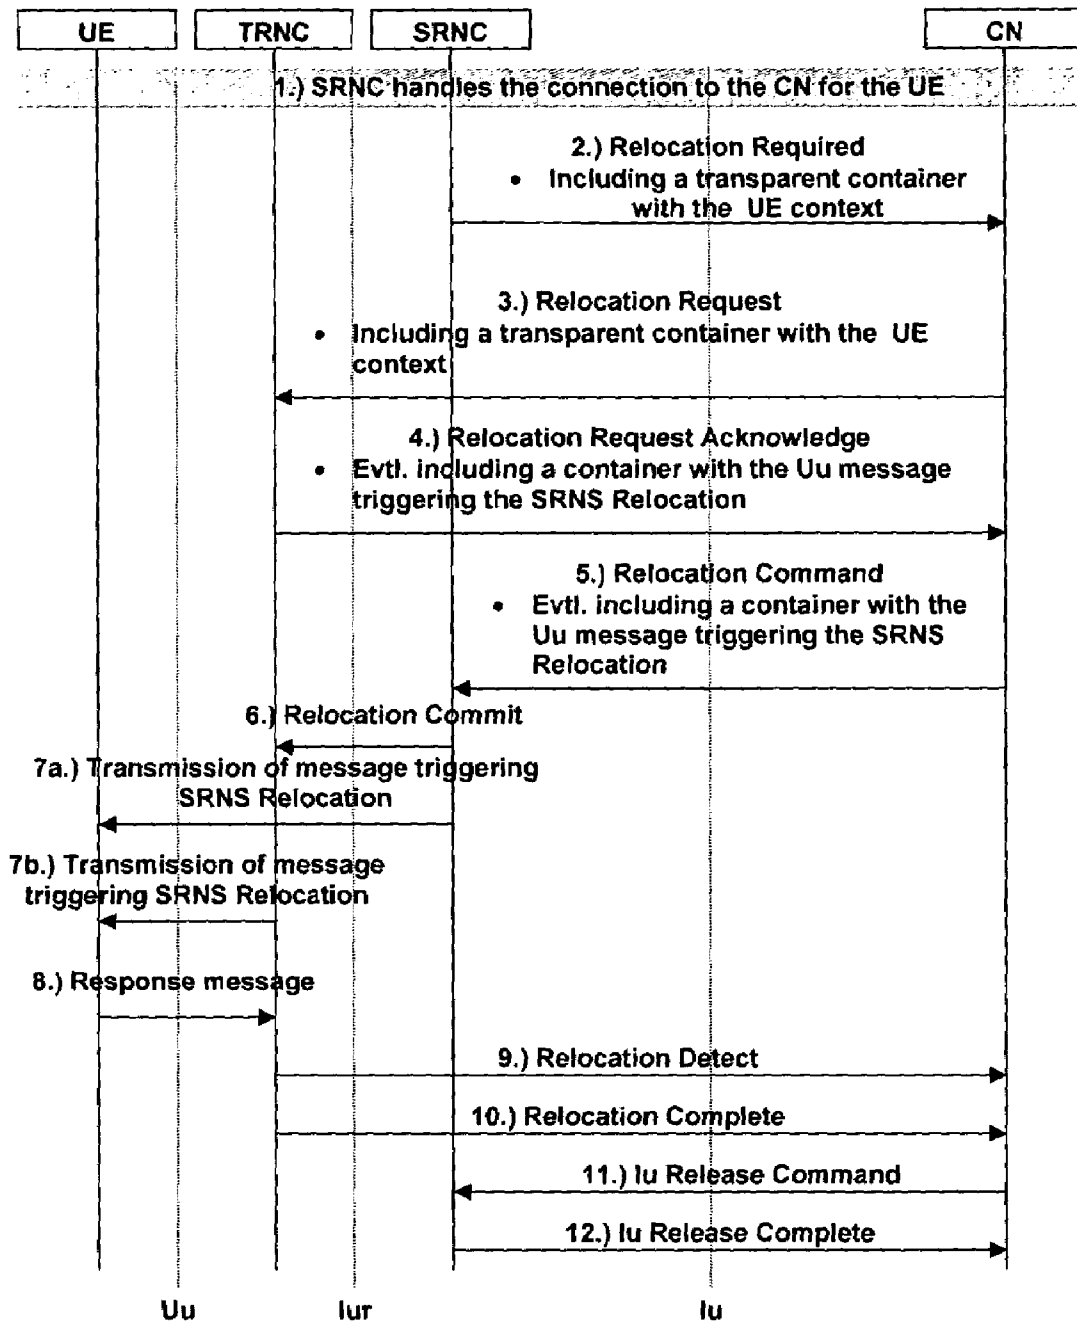 UE TRNC SRNC CN
1.) SRNC handles the connection to the CN for the UE
2.) Relocation Required
• Including a transparent container
with the UE context
3.) Relocation Request
• Including a transparent container with the UE
context
4.) Relocation Request Acknowledge
• Evtl. including a container with the Uu message
triggering the SRNS Relocation
5.) Relocation Command
• Evtl. including a container with the
Uu message triggering the SRNS
Relocation
6.) Relocation Commit
7a.) Transmission of message triggering
SRNS Relocation
7b.) Transmission of message
triggering SRNS Relocation
8.) Response message
9.) Relocation Detect
10.) Relocation Complete
11.) Iu Release Command
12.) Iu Release Complete
Uu Iur Iu